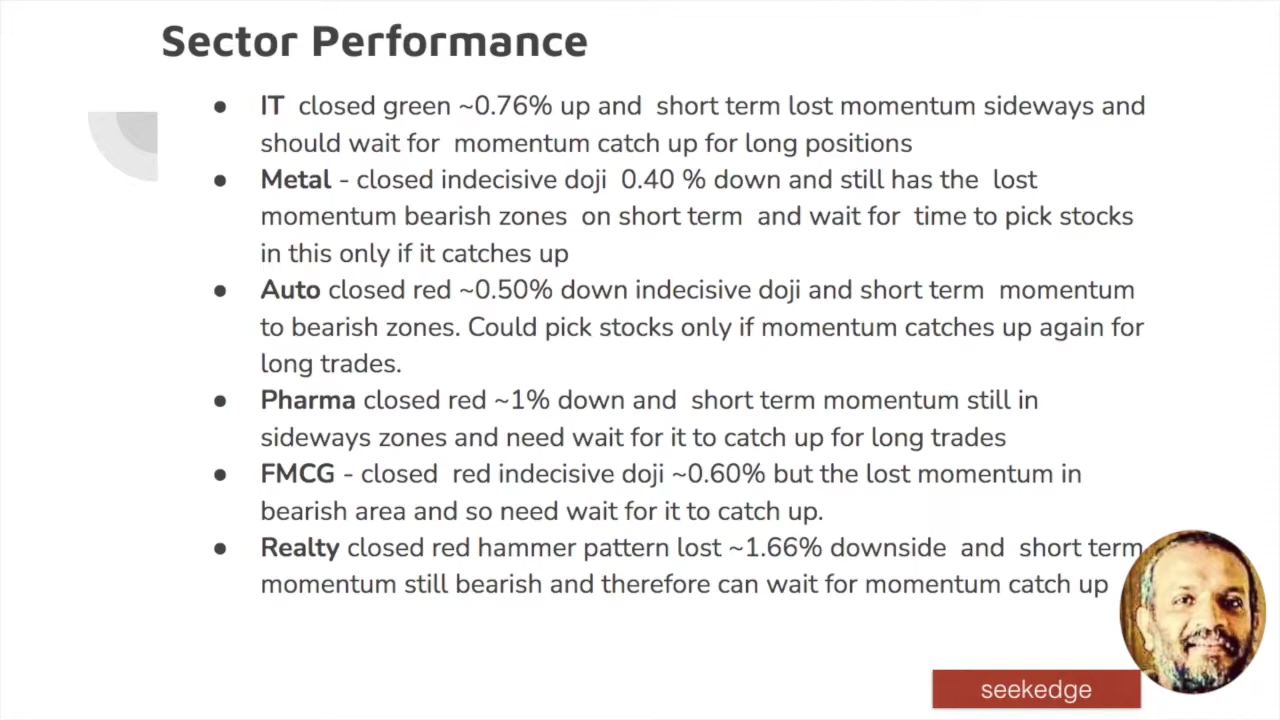 Sector Performance
● IT closed green ~0.76% up and short term lost momentum sideways and
should wait for momentum catch up for long positions
● Metal - closed indecisive doji 0.40 % down and still has the lost
momentum bearish zones on short term and wait for time to pick stocks
in this only if it catches up
● Auto closed red ~0.50% down indecisive doji and short term momentum
to bearish zones. Could pick stocks only if momentum catches up again for
long trades.
● Pharma closed red ~1% down and short term momentum still in
sideways zones and need wait for it to catch up for long trades
● FMCG - closed red indecisive doji ~0.60% but the lost momentum in
bearish area and so need wait for it to catch up.
● Realty closed red hammer pattern lost ~1.66% downside and short term
momentum still bearish and therefore can wait for momentum catch up
seekedge